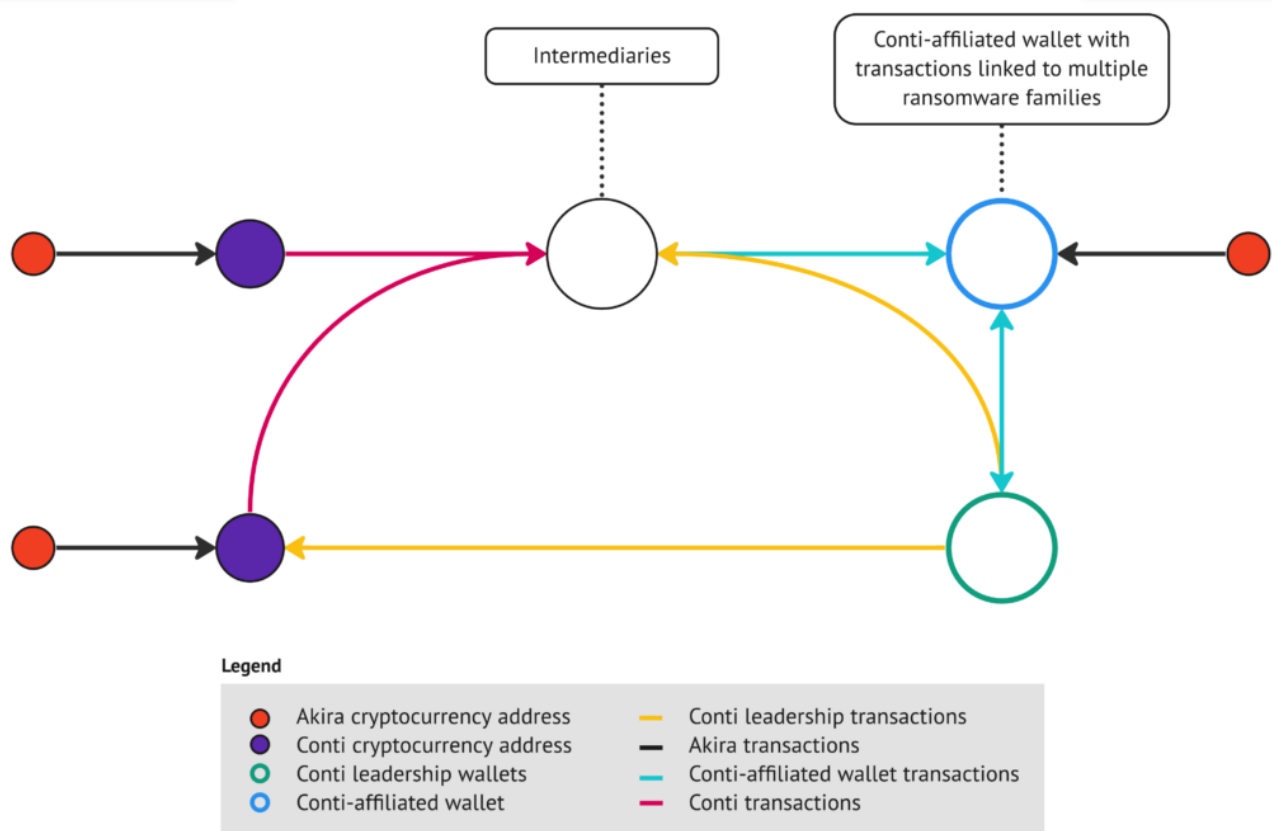 Intermediaries
Conti-affiliated wallet with
transactions linked to multiple
ransomware families
Legend
Akira cryptocurrency address
Conti cryptocurrency address
Conti leadership wallets
Conti-affiliated wallet
Conti leadership transactions
Akira transactions
Conti-affiliated wallet transactions
Conti transactions